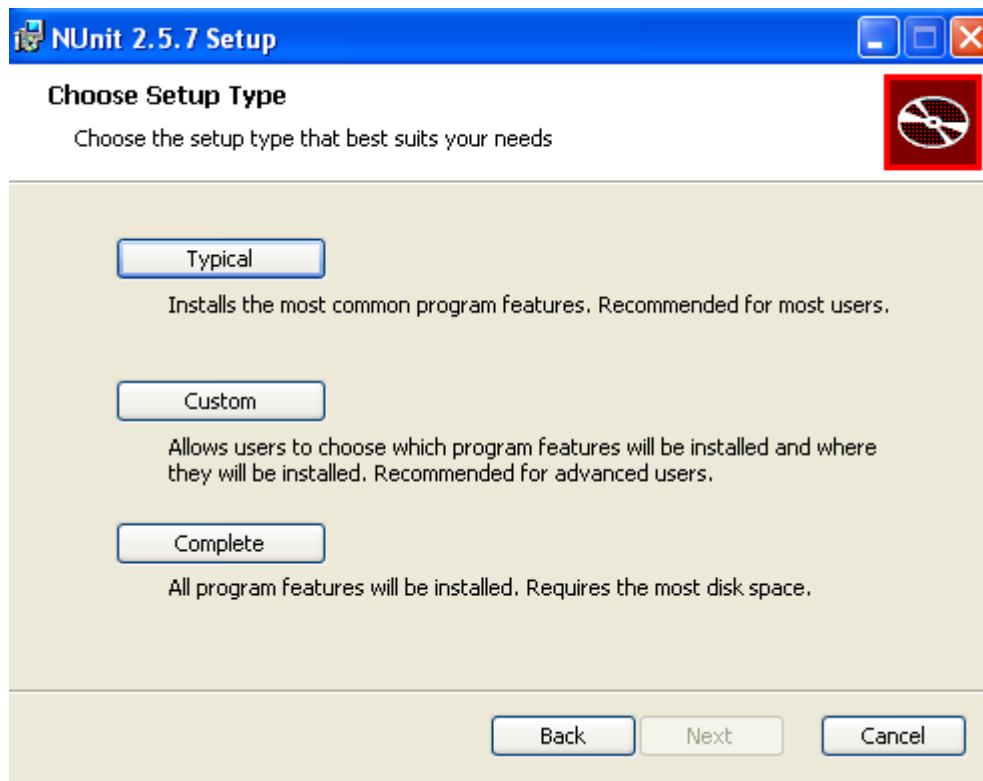 NUnit 2.5.7 Setup
Choose Setup Type
Choose the setup type that best suits your needs
Typical
Installs the most common program features. Recommended for most users.
Custom
Allows users to choose which program features will be installed and where
they will be installed. Recommended for advanced users.
Complete
All program features will be installed. Requires the most disk space.
Back Next Cancel